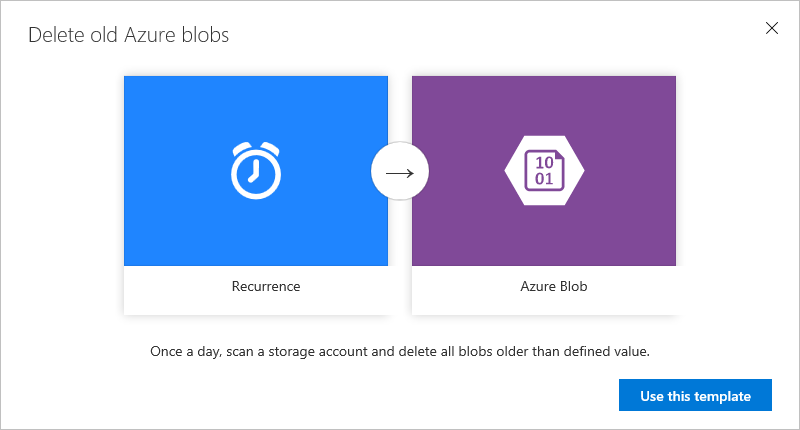 Delete old Azure blobs
10
01
Recurrence
Azure Blob
Once a day, scan a storage account and delete all blobs older than defined value.
Use this template